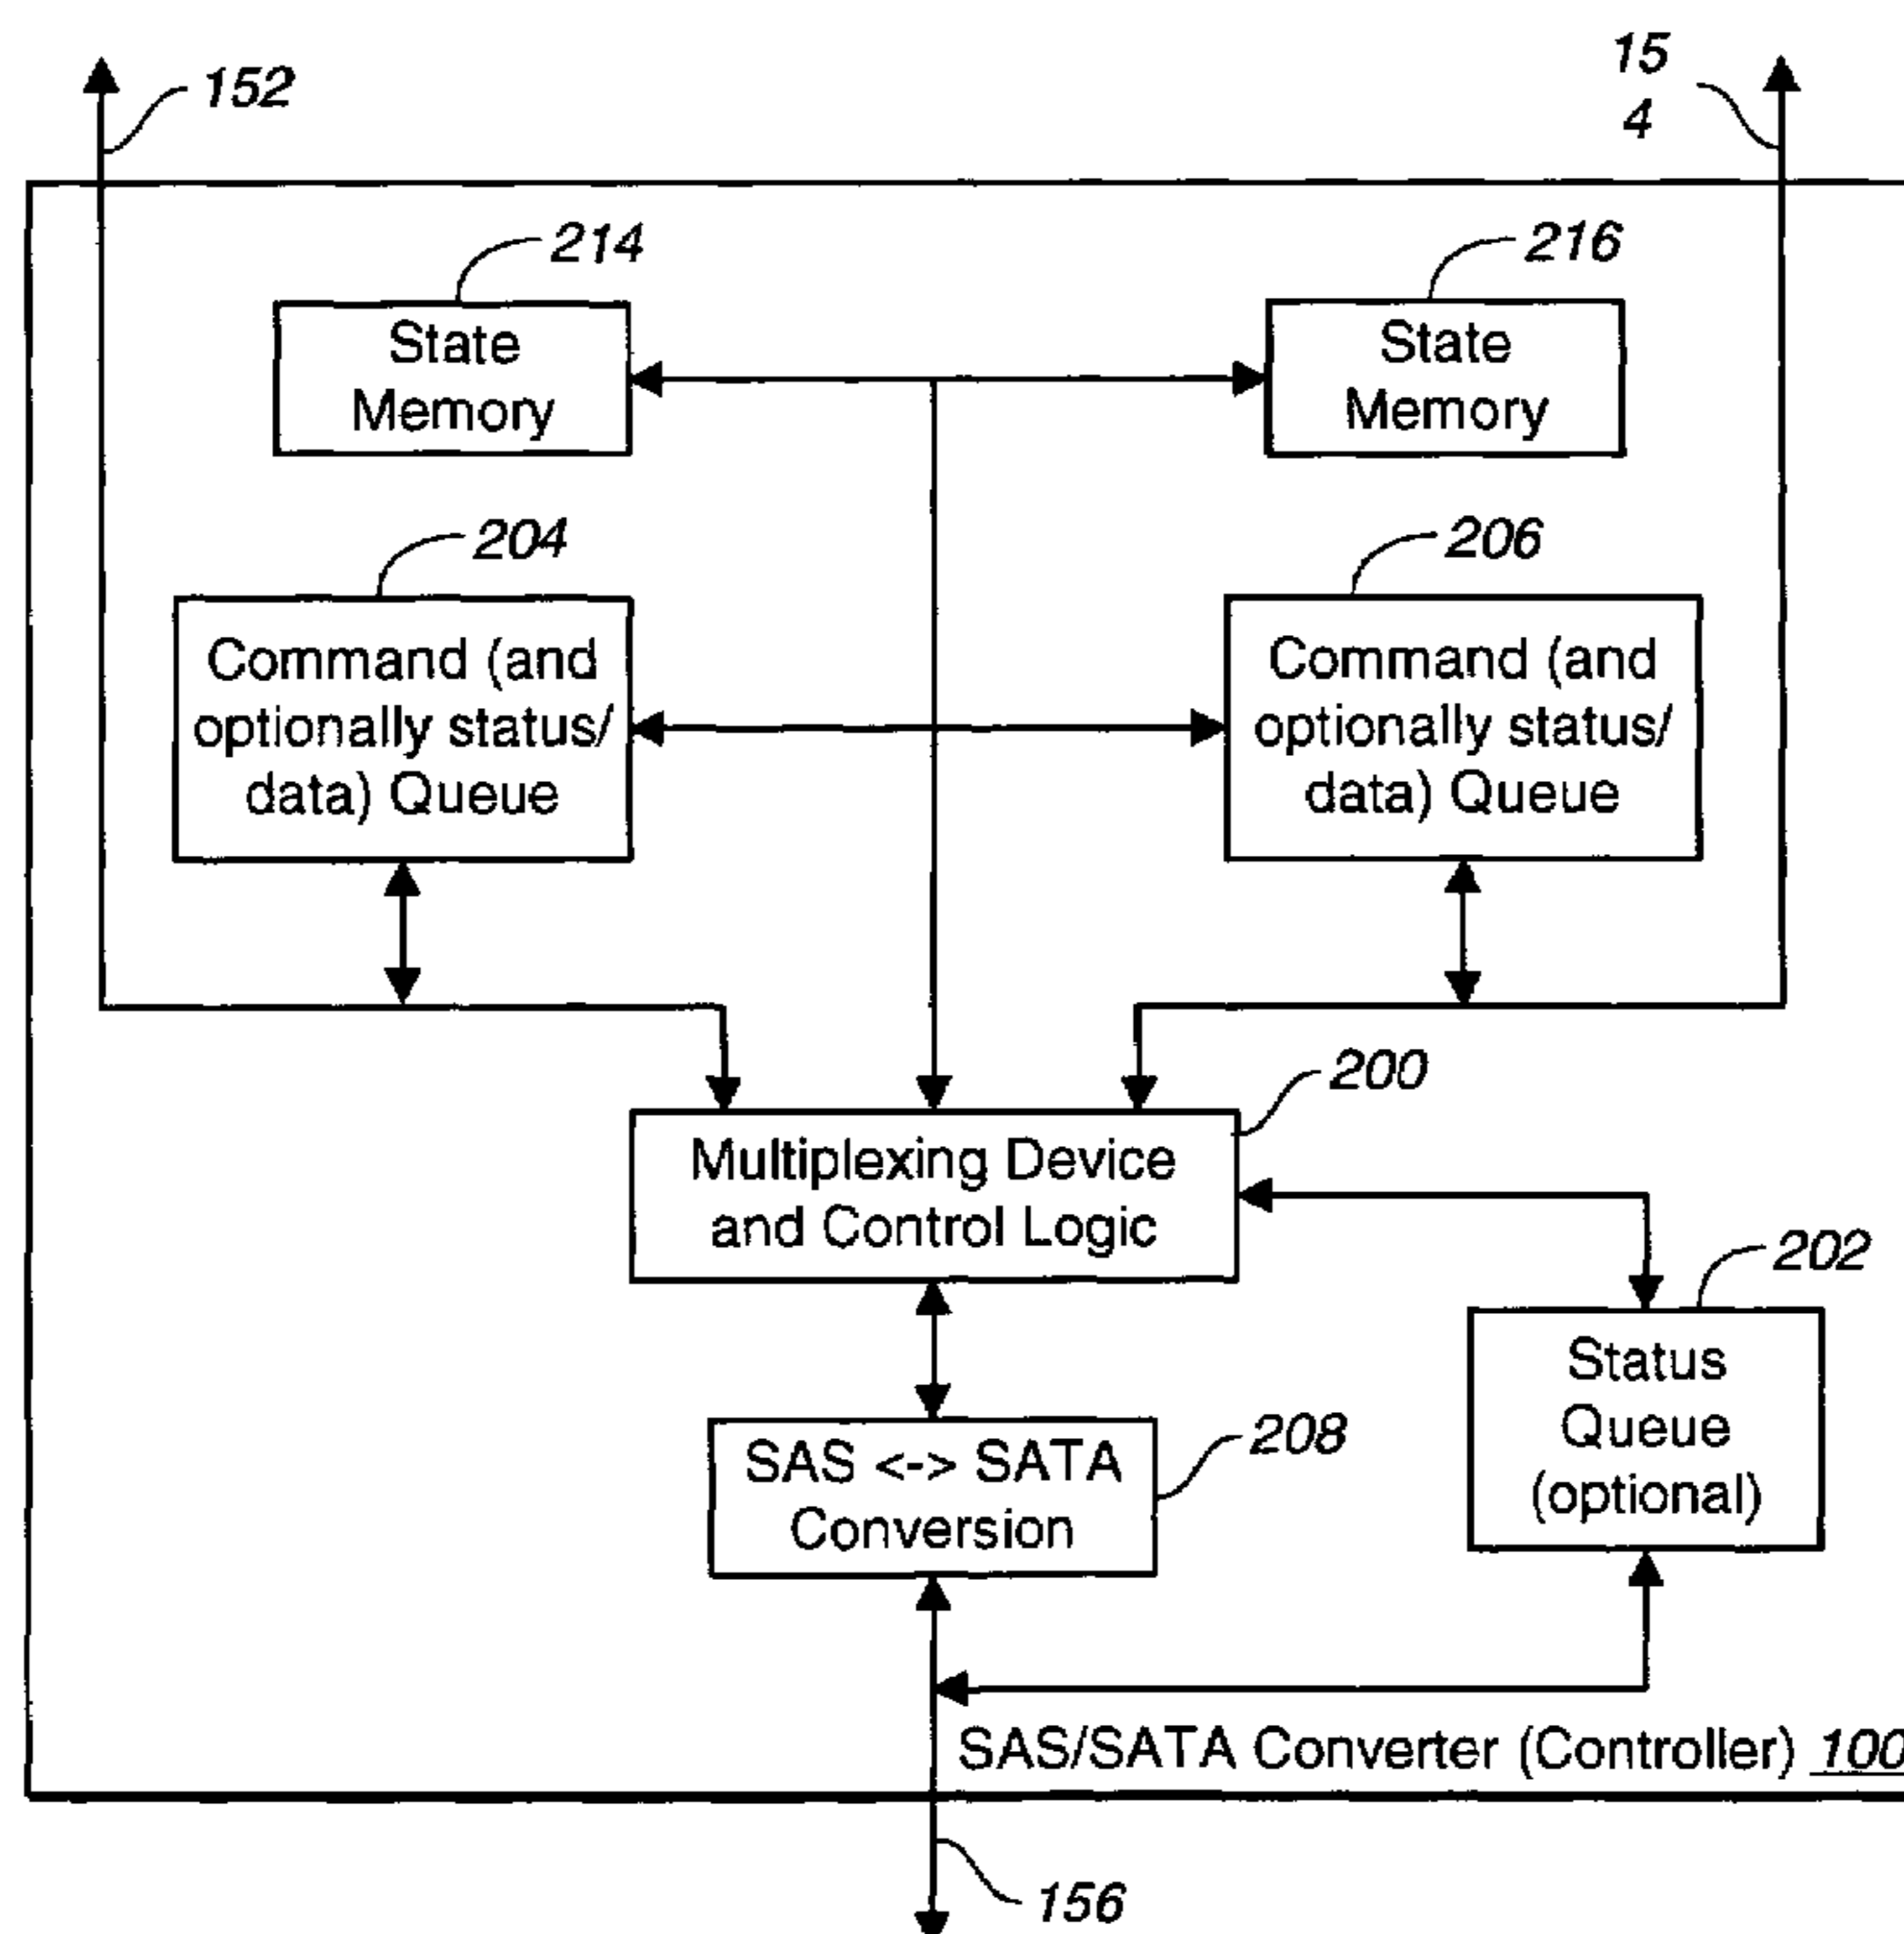 152
15
4
214
216
State
Memory
State
Memory
204
206
Command (and
optionally status/
data) Queue
Command (and
optionally status/
data) Queue
200
Multiplexing Device
and Control Logic
202
Status
Queue
(optional)
208
SAS <-> SATA
Conversion
SAS/SATA Converter (Controller) 100
156